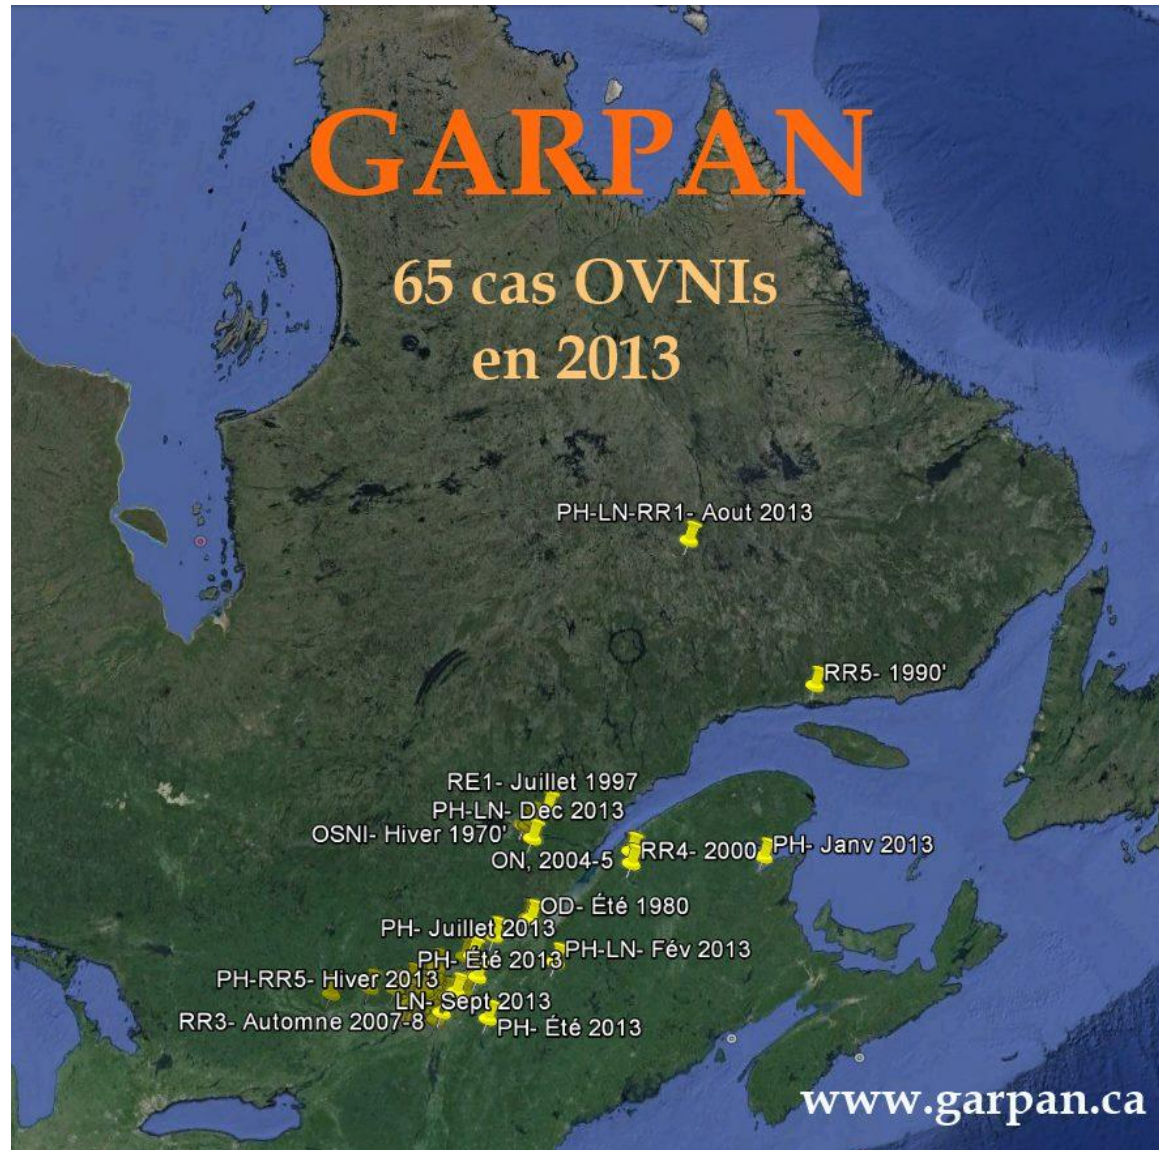 GARPAN
65 cas OVNIs
en 2013
PH-LN-RR1- Aout 2013
RR5- 1990'
RE1- Juillet 1997
PH-LN- Dec 2013
OSNI- Hiver 1970'
ON, 2004-5
RR4- 2000
PH- Janv 2013
OD- Été 1980
PH- Juillet 2013
PH-LN- Fév 2013
PH- Été 2013
PH-RR5- Hiver 2013
LN- Sept 2013
RR3- Automne 2007-8
PH- Été 2013
www.garpan.ca